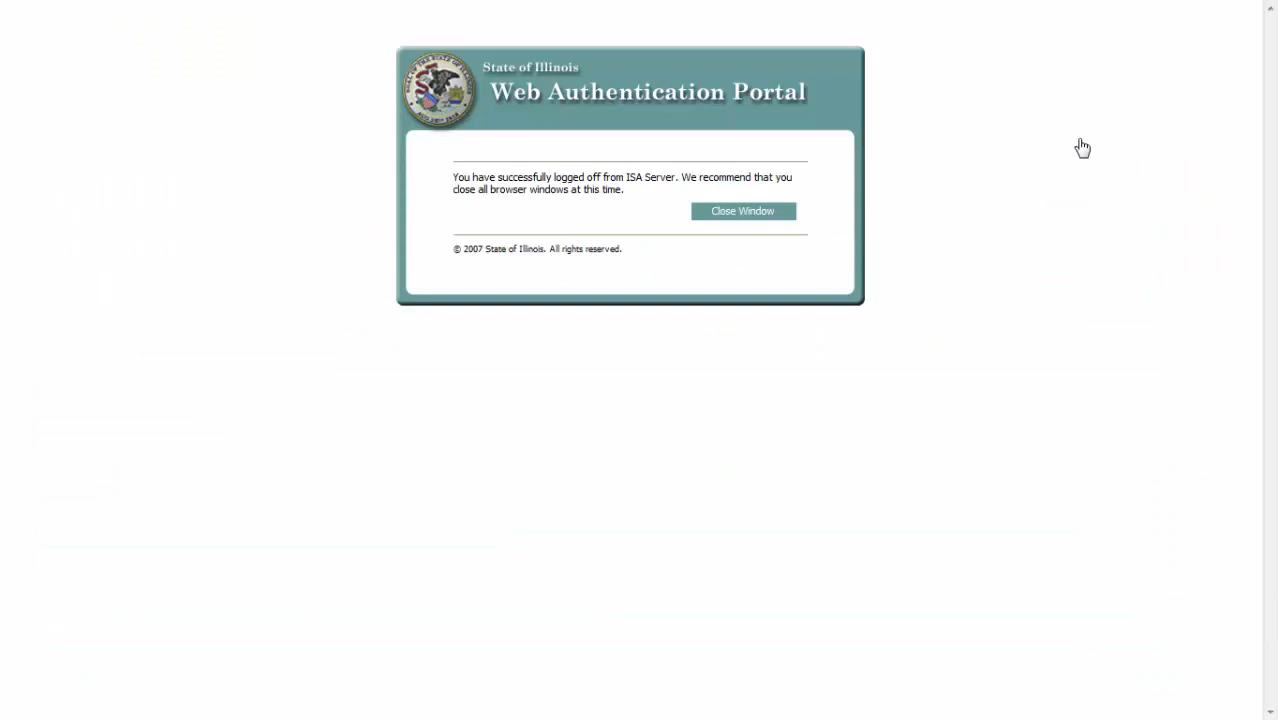 State of Illinois
Web Authentication Portal
You have successfully logged off from ISA Server. We recommend that you
close all browser windows at this time.
Close Window
© 2007 State of Illinois. All rights reserved.